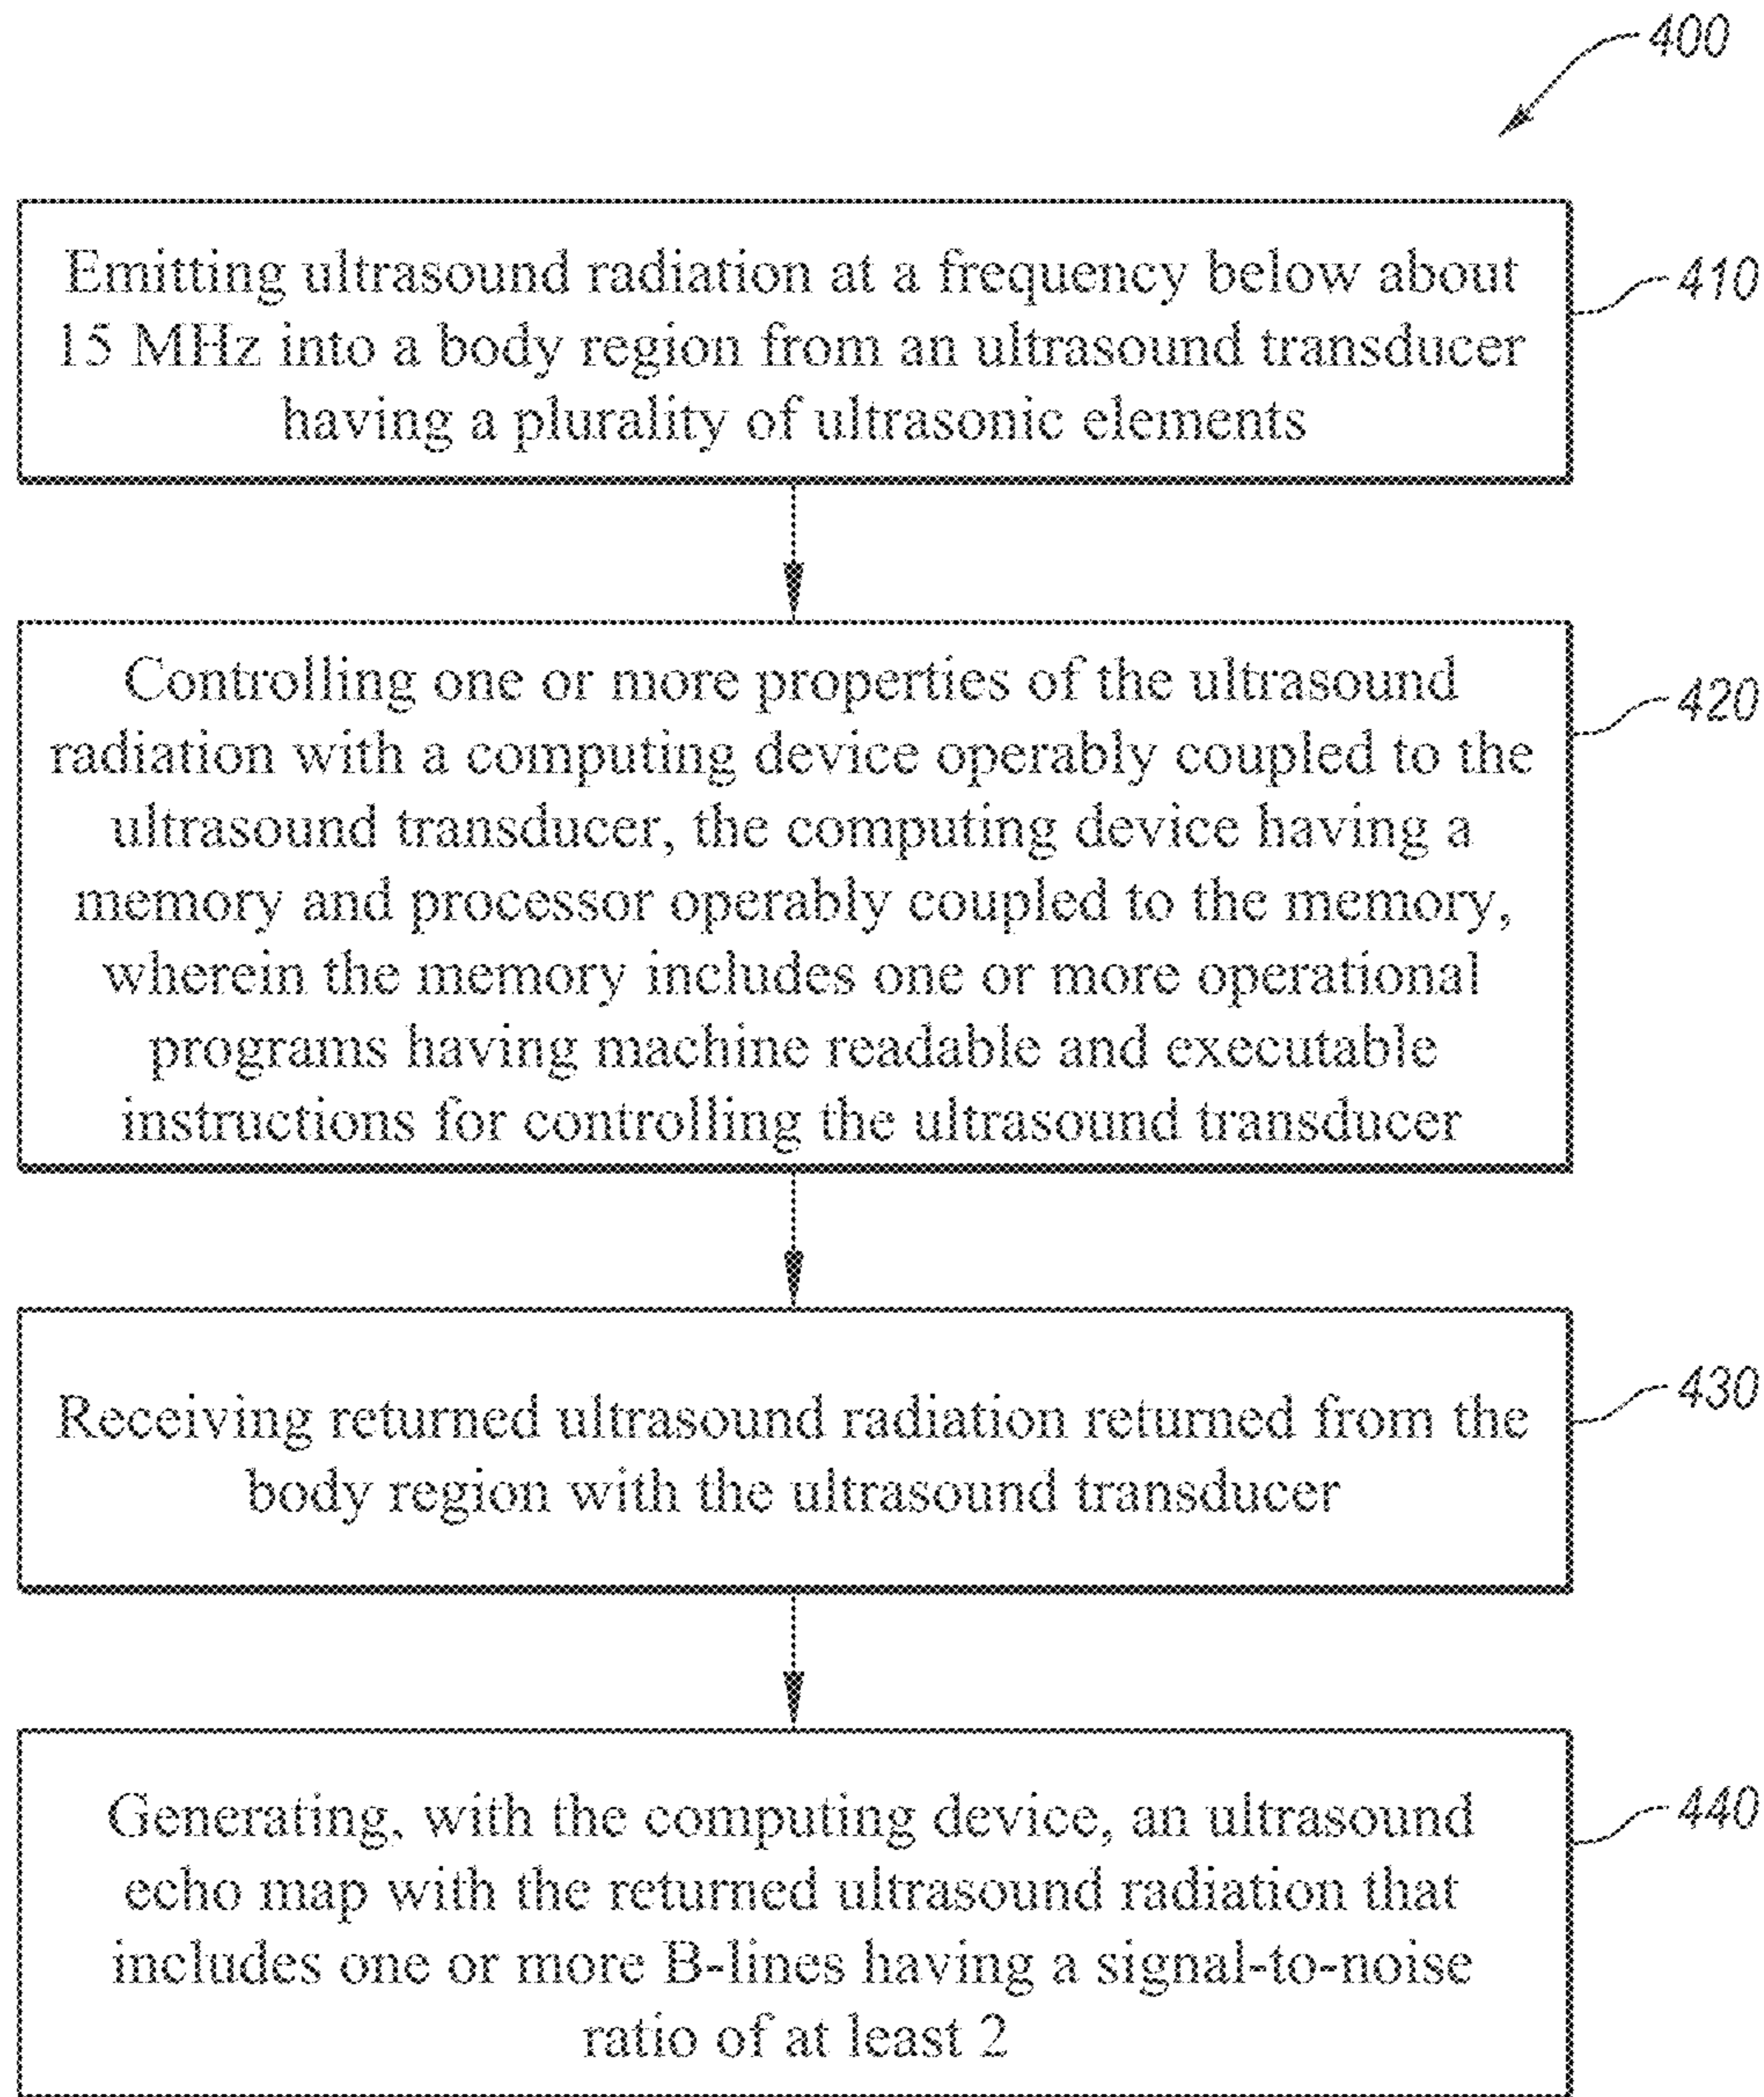 400
Emitting ultrasound radiation at a frequency below about
15 MHz into a body region from an ultrasound transducer
having a plurality of ultrasonic elements
410
Controlling one or more properties of the ultrasound
radiation with a computing device operably coupled to the
ultrasound transducer, the computing device having a
memory and processor operably coupled to the memory,
wherein the memory includes one or more operational
programs having machine readable and executable
instructions for controlling the ultrasound transducer
420
Receiving returned ultrasound radiation returned from the
body region with the ultrasound transducer
430
Generating, with the computing device, an ultrasound
echo map with the returned ultrasound radiation that
includes one or more B-lines having a signal-to-noise
ratio of at least 2
440